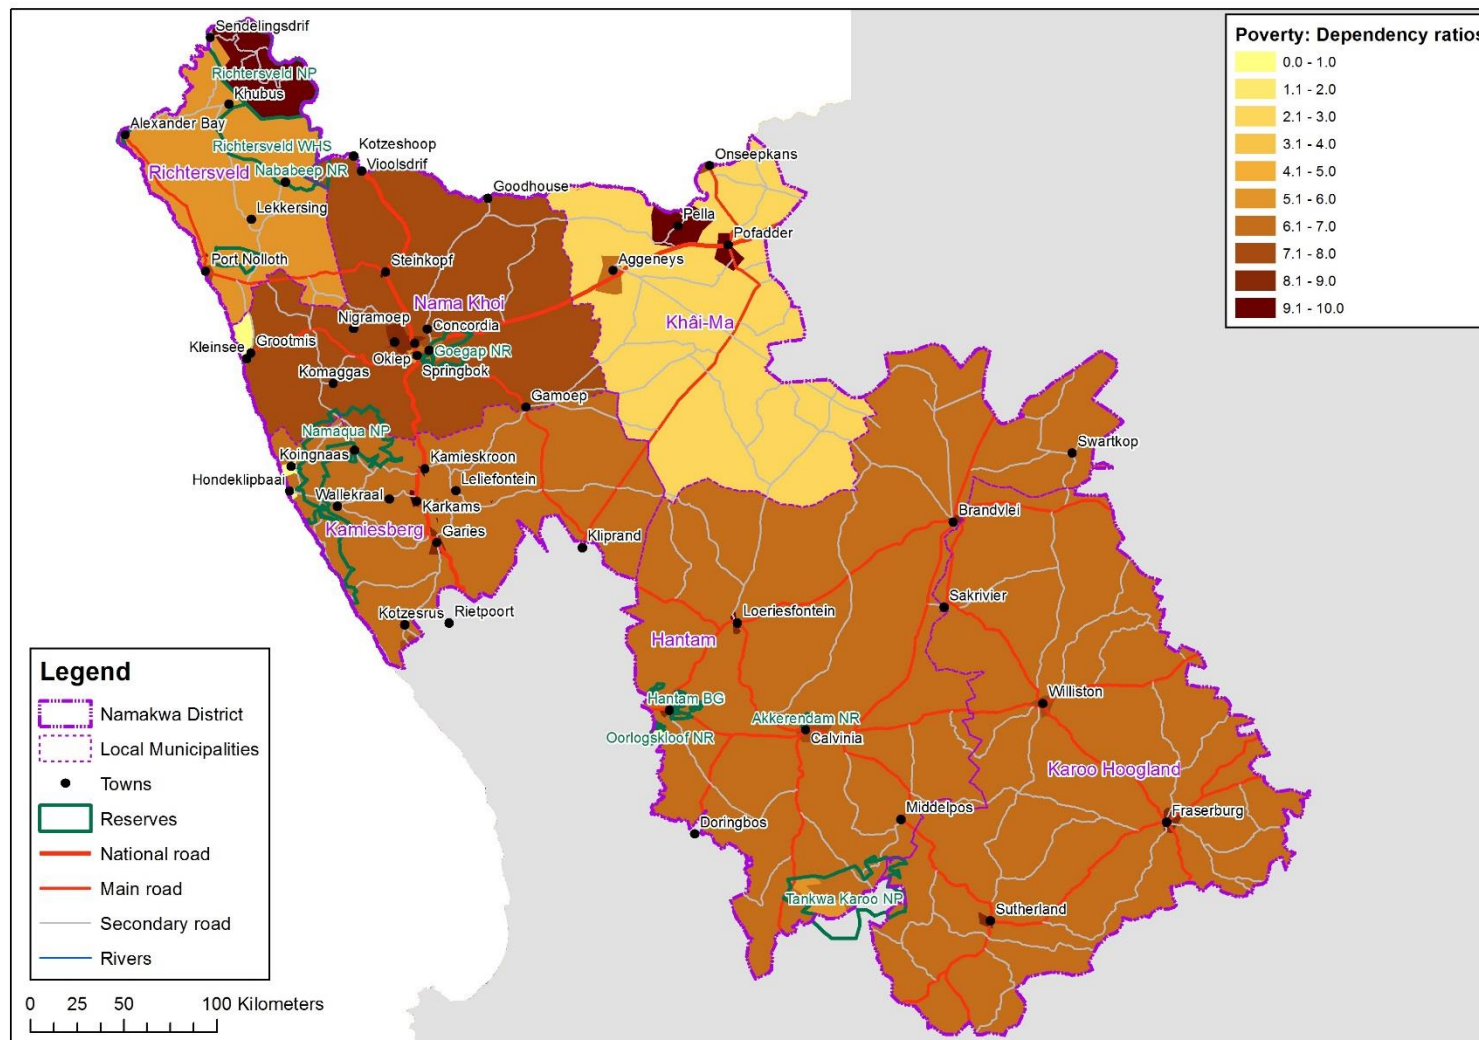 Sendelingsdrif
Poverty: Dependency ratios
0.0 - 1.0
1.1 - 2.0
2.1 - 3.0
3.1 - 4.0
4.1 - 5.0
5.1 - 6.0
6.1 - 7.0
7.1 - 8.0
8.1 - 9.0
9.1 - 10.0
Richtersveld NP
Khubus
Alexander Bay
Richtersveld WHS
Kotzeshoop
Vioolsdrif
Richtersveld
Nababeep NR
Onseepkans
Goodhouse
Lekkersing
Pella
Pofadder
Port Nolloth
Steinkopf
Aggeneys
Nama Khoi
Khâi-Ma
Nigramoep
Concordia
Kleinsee
Grootmis
Okiep
Goegap NR
Springbok
Komaggas
Gamoep
Namaqua NP
Koingnaas
Kamieskroon
Swartkop
Hondeklipbaai
Wallekraal
Leliefontein
Karkams
Kamiesberg
Garies
Kliprand
Brandvlei
Kotzesrus
Rietpoort
Loeriesfontein
Sakrivier
Hantam
Hantam BG
Williston
Oorlogskloof NR
Akkerendam NR
Calvinia
Karoo Hoogland
Middelpos
Fraserburg
Doringbos
Tankwa Karoo NP
Sutherland
Legend
Namakwa District
Local Municipalities
Towns
Reserves
National road
Main road
Secondary road
Rivers
0 25 50 100 Kilometers